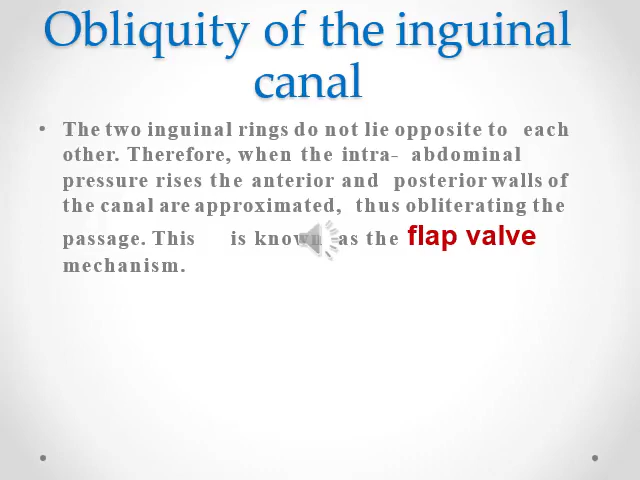 Obliquity of the inguinal
canal
• The two inguinal rings do not lie opposite to each
other. Therefore, when the intra- abdominal
pressure rises the anterior and posterior walls of
the canal are approximated, thus obliterating the
passage. This is known as the flap valve
mechanism.